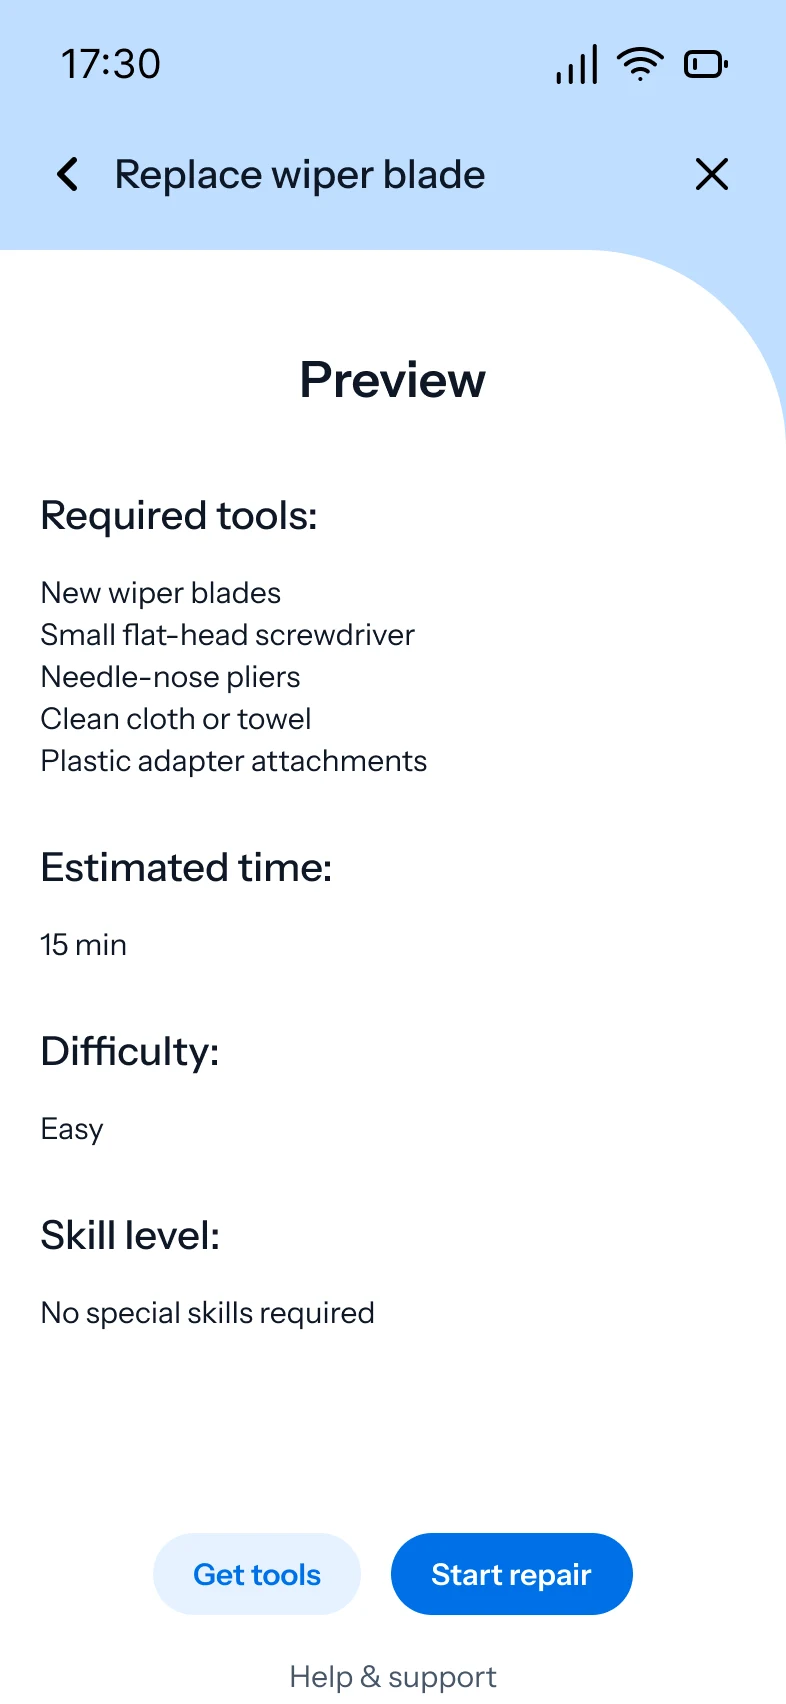 17:30
Replace wiper blade
Preview
Required tools:
New wiper blades
Small flat-head screwdriver
Needle-nose pliers
Clean cloth or towel
Plastic adapter attachments
Estimated time:
15 min
Difficulty:
Easy
Skill level:
No special skills required
Get tools
Start repair
Help & support